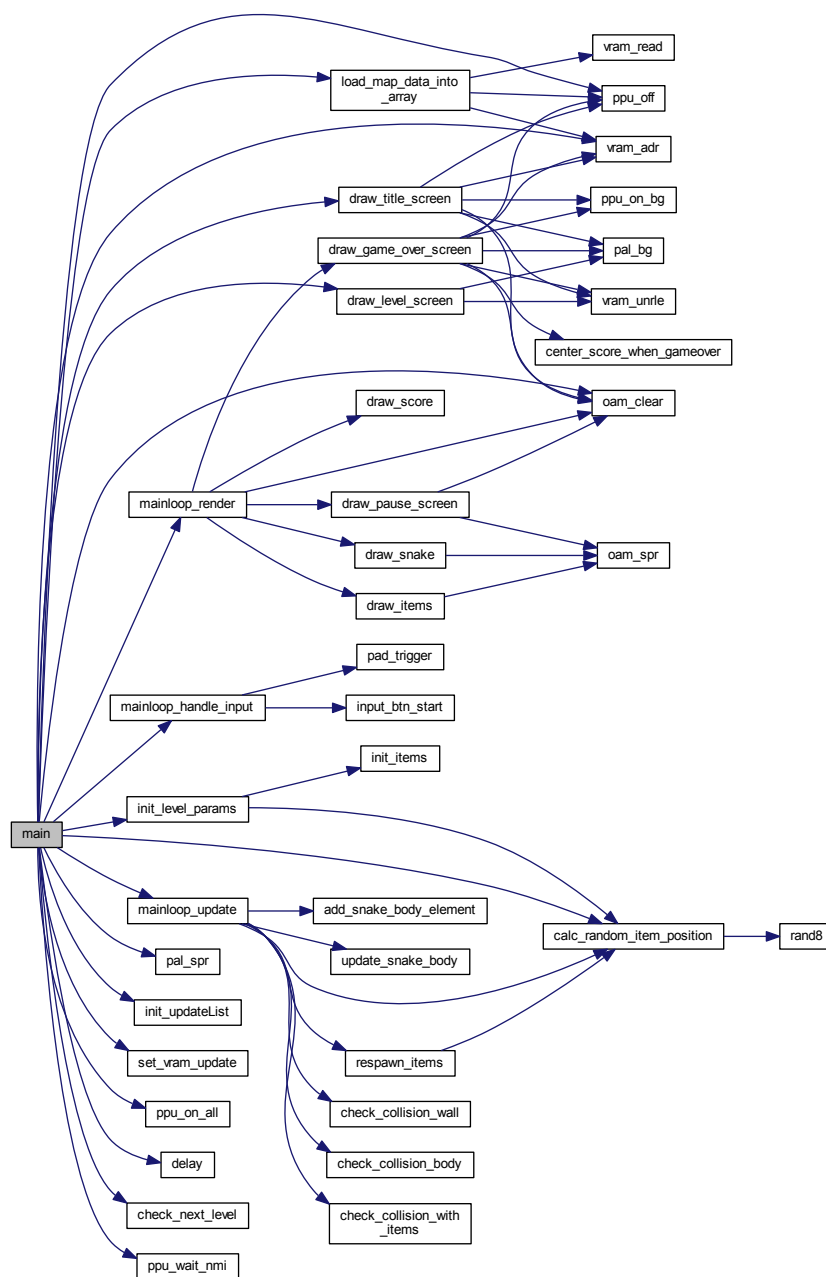 vram_read
load_map_data_into
_array
ppu_off
vram_adr
draw_title_screen
ppu_on_bg
draw_game_over_screen
pal_bg
draw_level_screen
vram_unrle
center_score_when_gameover
draw_score
oam_clear
mainloop_render
draw_pause_screen
draw_snake
oam_spr
draw_items
pad_trigger
mainloop_handle_input
input_btn_start
init_items
init_level_params
main
mainloop_update
add_snake_body_element
calc_random_item_position
rand8
pal_spr
update_snake_body
init_updateList
set_vram_update
respawn_items
ppu_on_all
check_collision_wall
delay
check_collision_body
check_next_level
check_collision_with
_items
ppu_wait_nmi